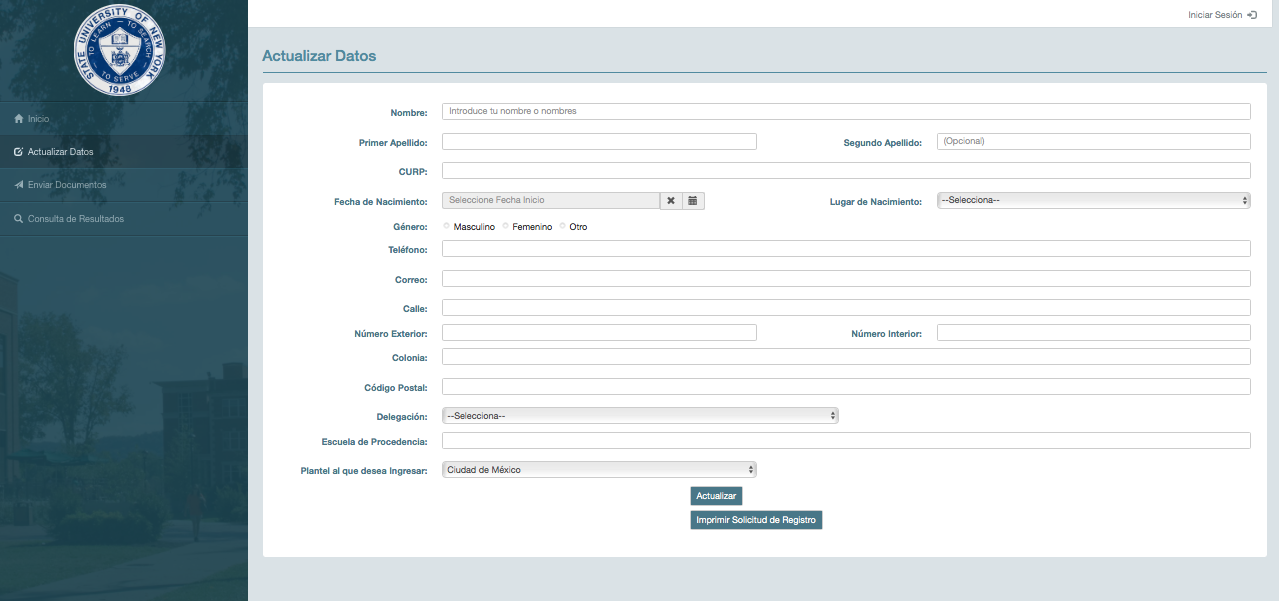 STATE UNIVERSITY OF NEW YORK
TO LEARN — TO SEARCH
TO SERVE
1948
Iniciar Sesión
Inicio
Actualizar Datos
Enviar Documentos
Consulta de Resultados
Actualizar Datos
Nombre: Introduce tu nombre o nombres
Primer Apellido: Segundo Apellido: (Opcional)
CURP:
Fecha de Nacimiento: Seleccione Fecha Inicio Lugar de Nacimiento: --Selecciona--
Género: Masculino Femenino Otro
Teléfono:
Correo:
Calle:
Número Exterior: Número Interior:
Colonia:
Código Postal:
Delegación: --Selecciona--
Escuela de Procedencia:
Plantel al que desea Ingresar: Ciudad de México
Actualizar
Imprimir Solicitud de Registro